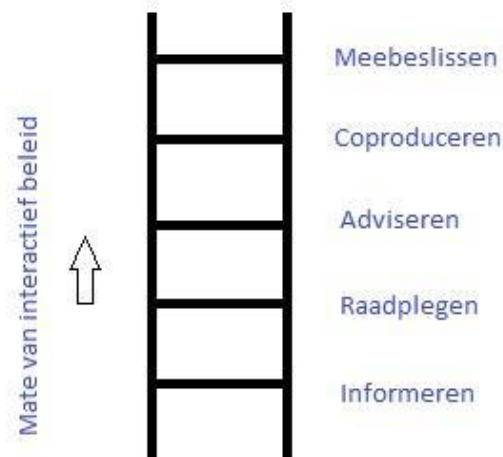 Meebeslissen
Coproduceren
Adviseren
Raadplegen
Informeren
Mate van interactief beleid